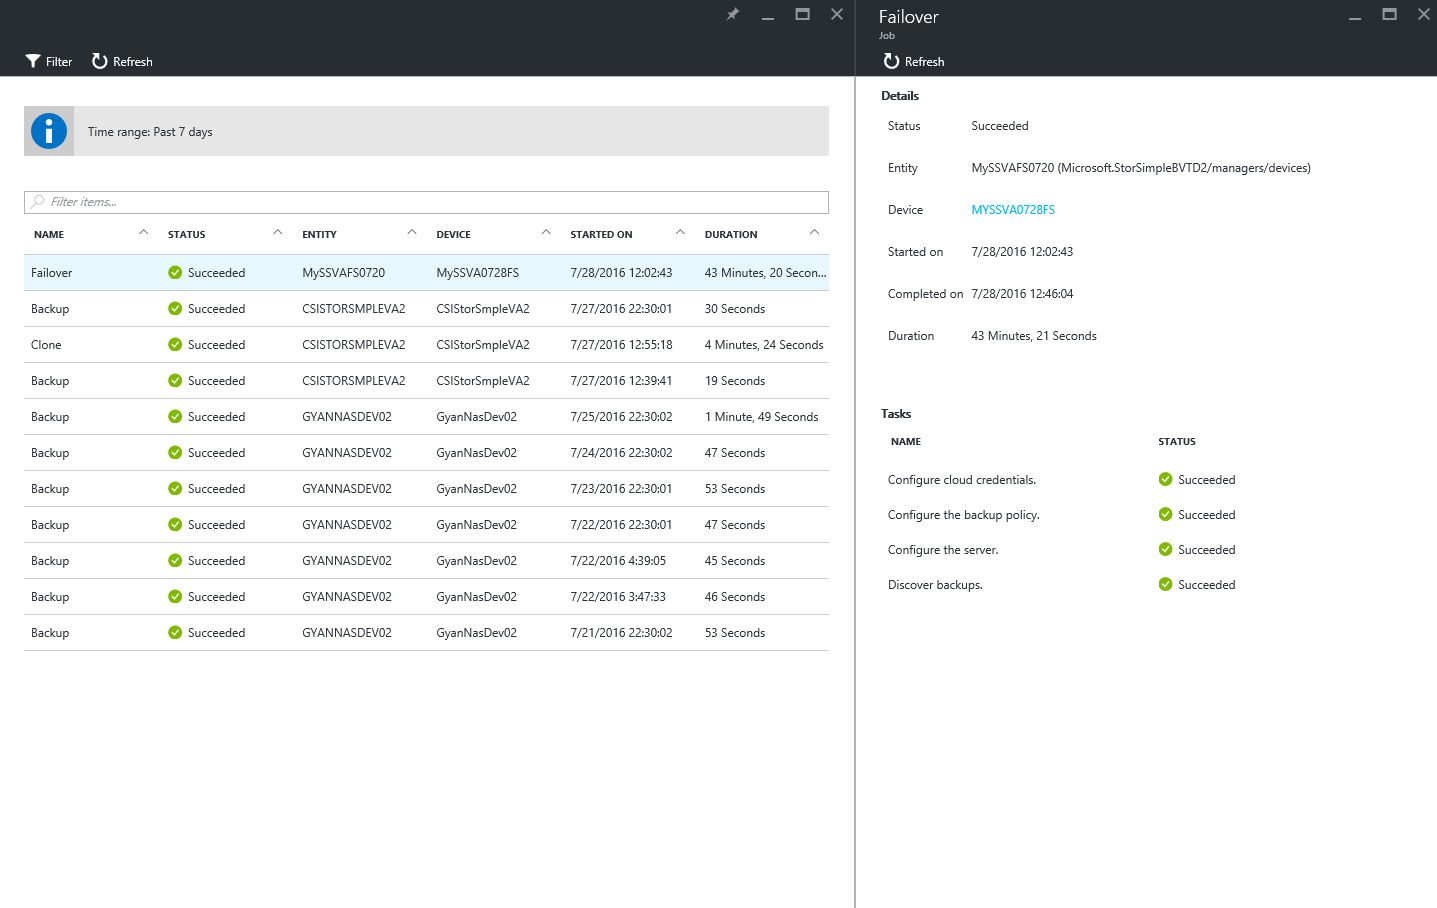 Filter Refresh
Time range: Past 7 days
Filter items...
NAME STATUS ENTITY DEVICE STARTED ON DURATION
Failover Succeeded MySSVAFS0720 MySSVA0728FS 7/28/2016 12:02:43 43 Minutes, 20 Secon...
Backup Succeeded CSISTORSMPLEVA2 CSIStorSmpleVA2 7/27/2016 22:30:01 30 Seconds
Clone Succeeded CSISTORSMPLEVA2 CSIStorSmpleVA2 7/27/2016 12:55:18 4 Minutes, 24 Seconds
Backup Succeeded CSISTORSMPLEVA2 CSIStorSmpleVA2 7/27/2016 12:39:41 19 Seconds
Backup Succeeded GYANNASDEV02 GyanNasDev02 7/25/2016 22:30:02 1 Minute, 49 Seconds
Backup Succeeded GYANNASDEV02 GyanNasDev02 7/24/2016 22:30:02 47 Seconds
Backup Succeeded GYANNASDEV02 GyanNasDev02 7/23/2016 22:30:01 53 Seconds
Backup Succeeded GYANNASDEV02 GyanNasDev02 7/22/2016 22:30:01 47 Seconds
Backup Succeeded GYANNASDEV02 GyanNasDev02 7/22/2016 4:39:05 45 Seconds
Backup Succeeded GYANNASDEV02 GyanNasDev02 7/22/2016 3:47:33 46 Seconds
Backup Succeeded GYANNASDEV02 GyanNasDev02 7/21/2016 22:30:02 53 Seconds
Failover
Job
Refresh
Details
Status Succeeded
Entity MySSVAFS0720 (Microsoft.StorSimpleBVTD2/managers/devices)
Device MYSSVA0728FS
Started on 7/28/2016 12:02:43
Completed on 7/28/2016 12:46:04
Duration 43 Minutes, 21 Seconds
Tasks
NAME STATUS
Configure cloud credentials. Succeeded
Configure the backup policy. Succeeded
Configure the server. Succeeded
Discover backups. Succeeded